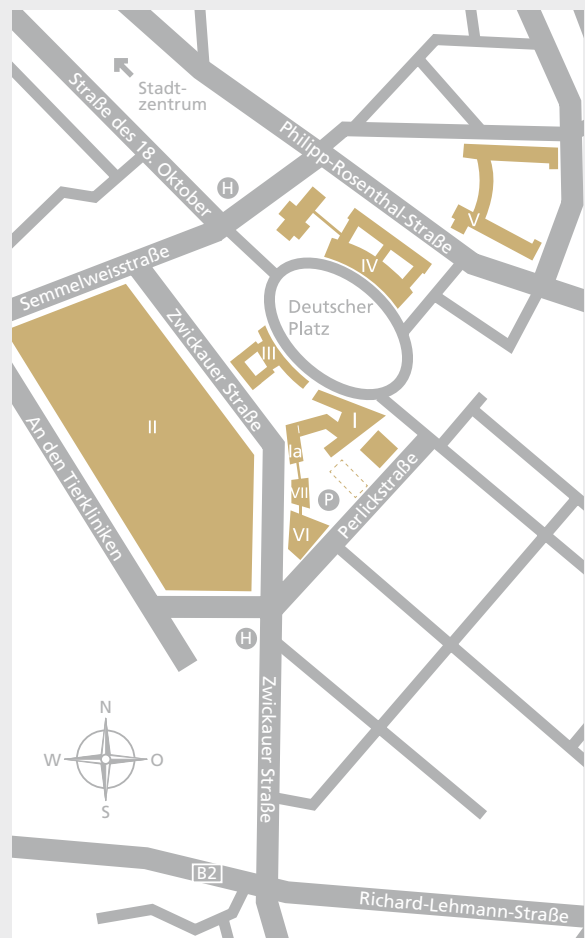 Stadt-
zentrum
Straße des 18. Oktober
Philipp-Rosenthal-Straße
H
V
IV
Semmelweisstraße
Deutscher
Platz
Zwickauer Straße
III
II
I
Ia
VII
P
Perlickstraße
An den Tierkliniken
VI
H
Zwickauer Straße
N
W
O
S
B2
Richard-Lehmann-Straße